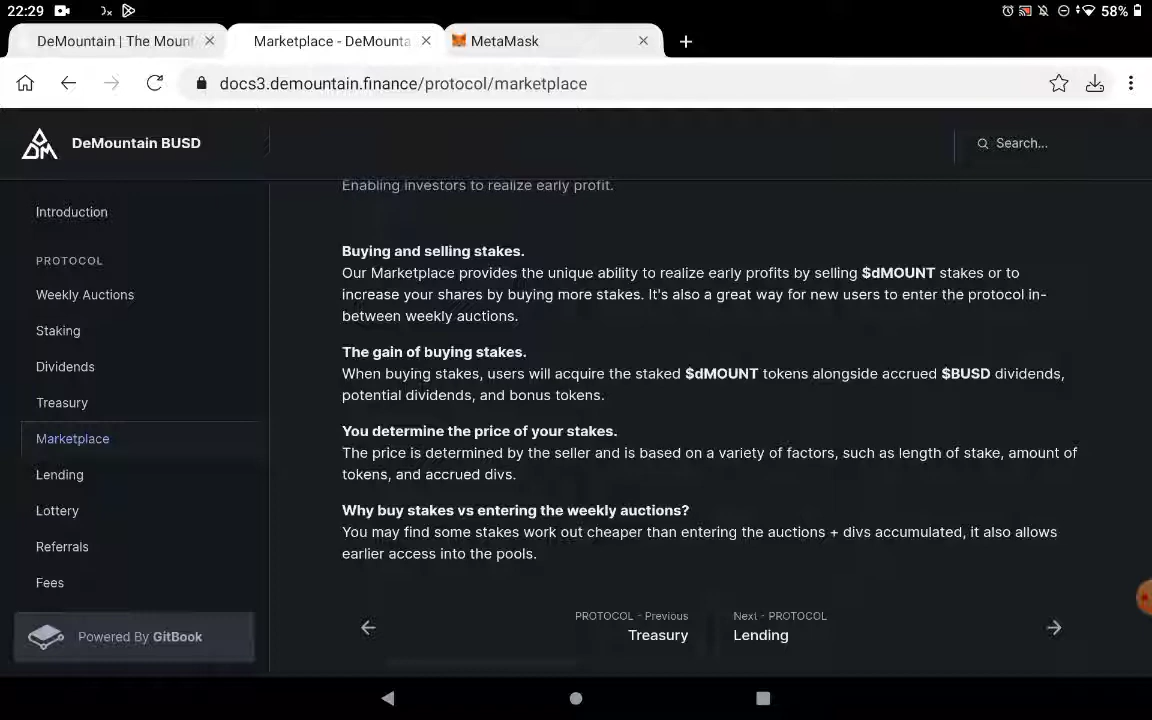 22:29
58%
DeMountain | The Mount
Marketplace - DeMounta
MetaMask
docs3.demountain.finance/protocol/marketplace
DeMountain BUSD
Search...
Introduction
PROTOCOL
Weekly Auctions
Staking
Dividends
Treasury
Marketplace
Lending
Lottery
Referrals
Fees
Powered By GitBook
Enabling investors to realize early profit.
Buying and selling stakes.
Our Marketplace provides the unique ability to realize early profits by selling $dMOUNT stakes or to
increase your shares by buying more stakes. It's also a great way for new users to enter the protocol in-
between weekly auctions.
The gain of buying stakes.
When buying stakes, users will acquire the staked $dMOUNT tokens alongside accrued $BUSD dividends,
potential dividends, and bonus tokens.
You determine the price of your stakes.
The price is determined by the seller and is based on a variety of factors, such as length of stake, amount of
tokens, and accrued divs.
Why buy stakes vs entering the weekly auctions?
You may find some stakes work out cheaper than entering the auctions + divs accumulated, it also allows
earlier access into the pools.
PROTOCOL - Previous
Treasury
Next - PROTOCOL
Lending